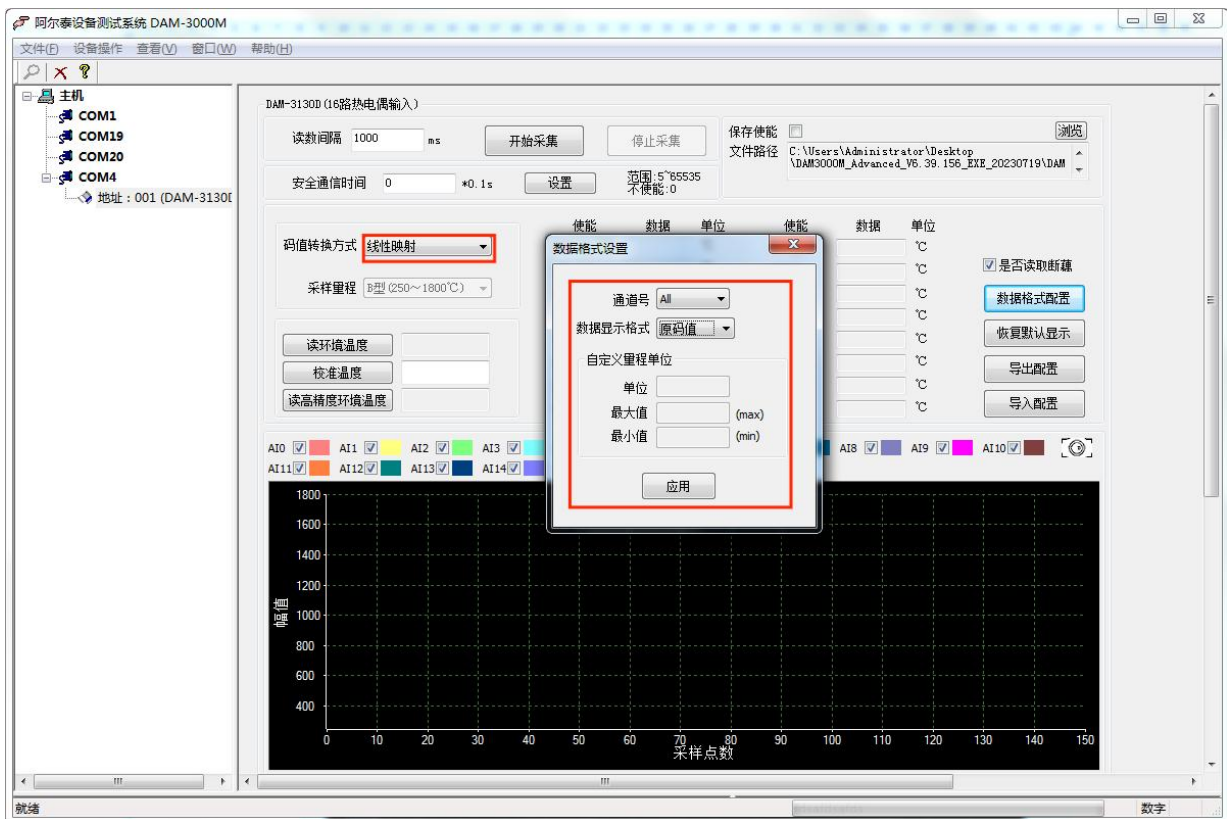 阿尔泰设备测试系统 DAM-3000M
文件(F) 设备操作 查看(V) 窗口(W) 帮助(H)
主机
COM1
COM19
COM20
COM4
地址：001 (DAM-3130D
DAM-3130D(16路热电偶输入)
读数间隔 1000 ms 开始采集 停止采集
安全通信时间 0 *0.1s 设置 范围:5~65535
不使能:0
保存使能 浏览
文件路径 C:\Users\Administrator\Desktop
\DAM3000M_Advanced_V6.39.156_EXE_20230719\DAM
码值转换方式 线性映射
采样量程 B型(250～1800℃)
读环境温度
校准温度
读高精度环境温度
使能 数据 单位 使能 数据 单位
℃
℃
℃
℃
℃
℃
℃
℃
是否读取断藕
数据格式配置
恢复默认显示
导出配置
导入配置
数据格式设置
通道号 All
数据显示格式 原码值
自定义量程单位
单位
最大值 (max)
最小值 (min)
应用
AI0 AI1 AI2 AI3 AI8 AI9 AI10
AI11 AI12 AI13 AI14
幅值
1800
1600
1400
1200
1000
800
600
400
0 10 20 30 40 50 60 70 80 90 100 110 120 130 140 150
采样点数
就绪 数字